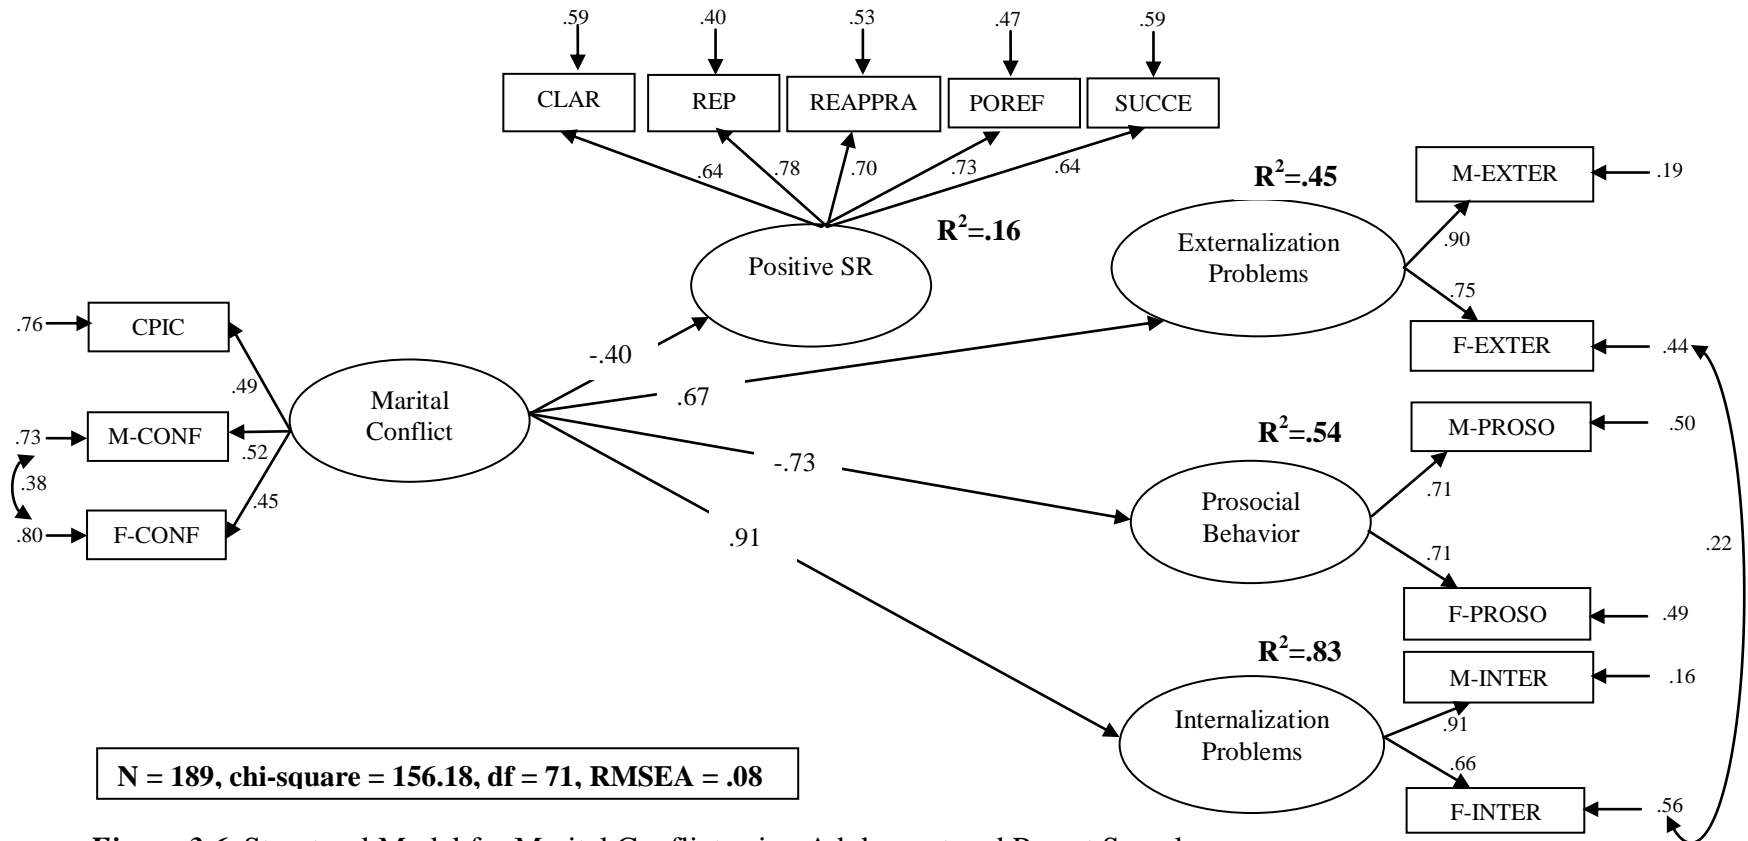 .59
.40
.53
.47
.59
CLAR
REP
REAPPRA
POREF
SUCCE
.64
.78
.70
.73
.64
R²=.16
Positive SR
R²=.45
Externalization
Problems
M-EXTER
.19
.90
.75
F-EXTER
.44
.76
CPIC
.49
.73
M-CONF
.52
.38
.45
.80
F-CONF
Marital
Conflict
-.40
.67
-.73
.91
R²=.54
Prosocial
Behavior
M-PROSO
.50
.71
.71
F-PROSO
.49
.22
R²=.83
Internalization
Problems
M-INTER
.16
.91
.66
F-INTER
.56
N = 189, chi-square = 156.18, df = 71, RMSEA = .08